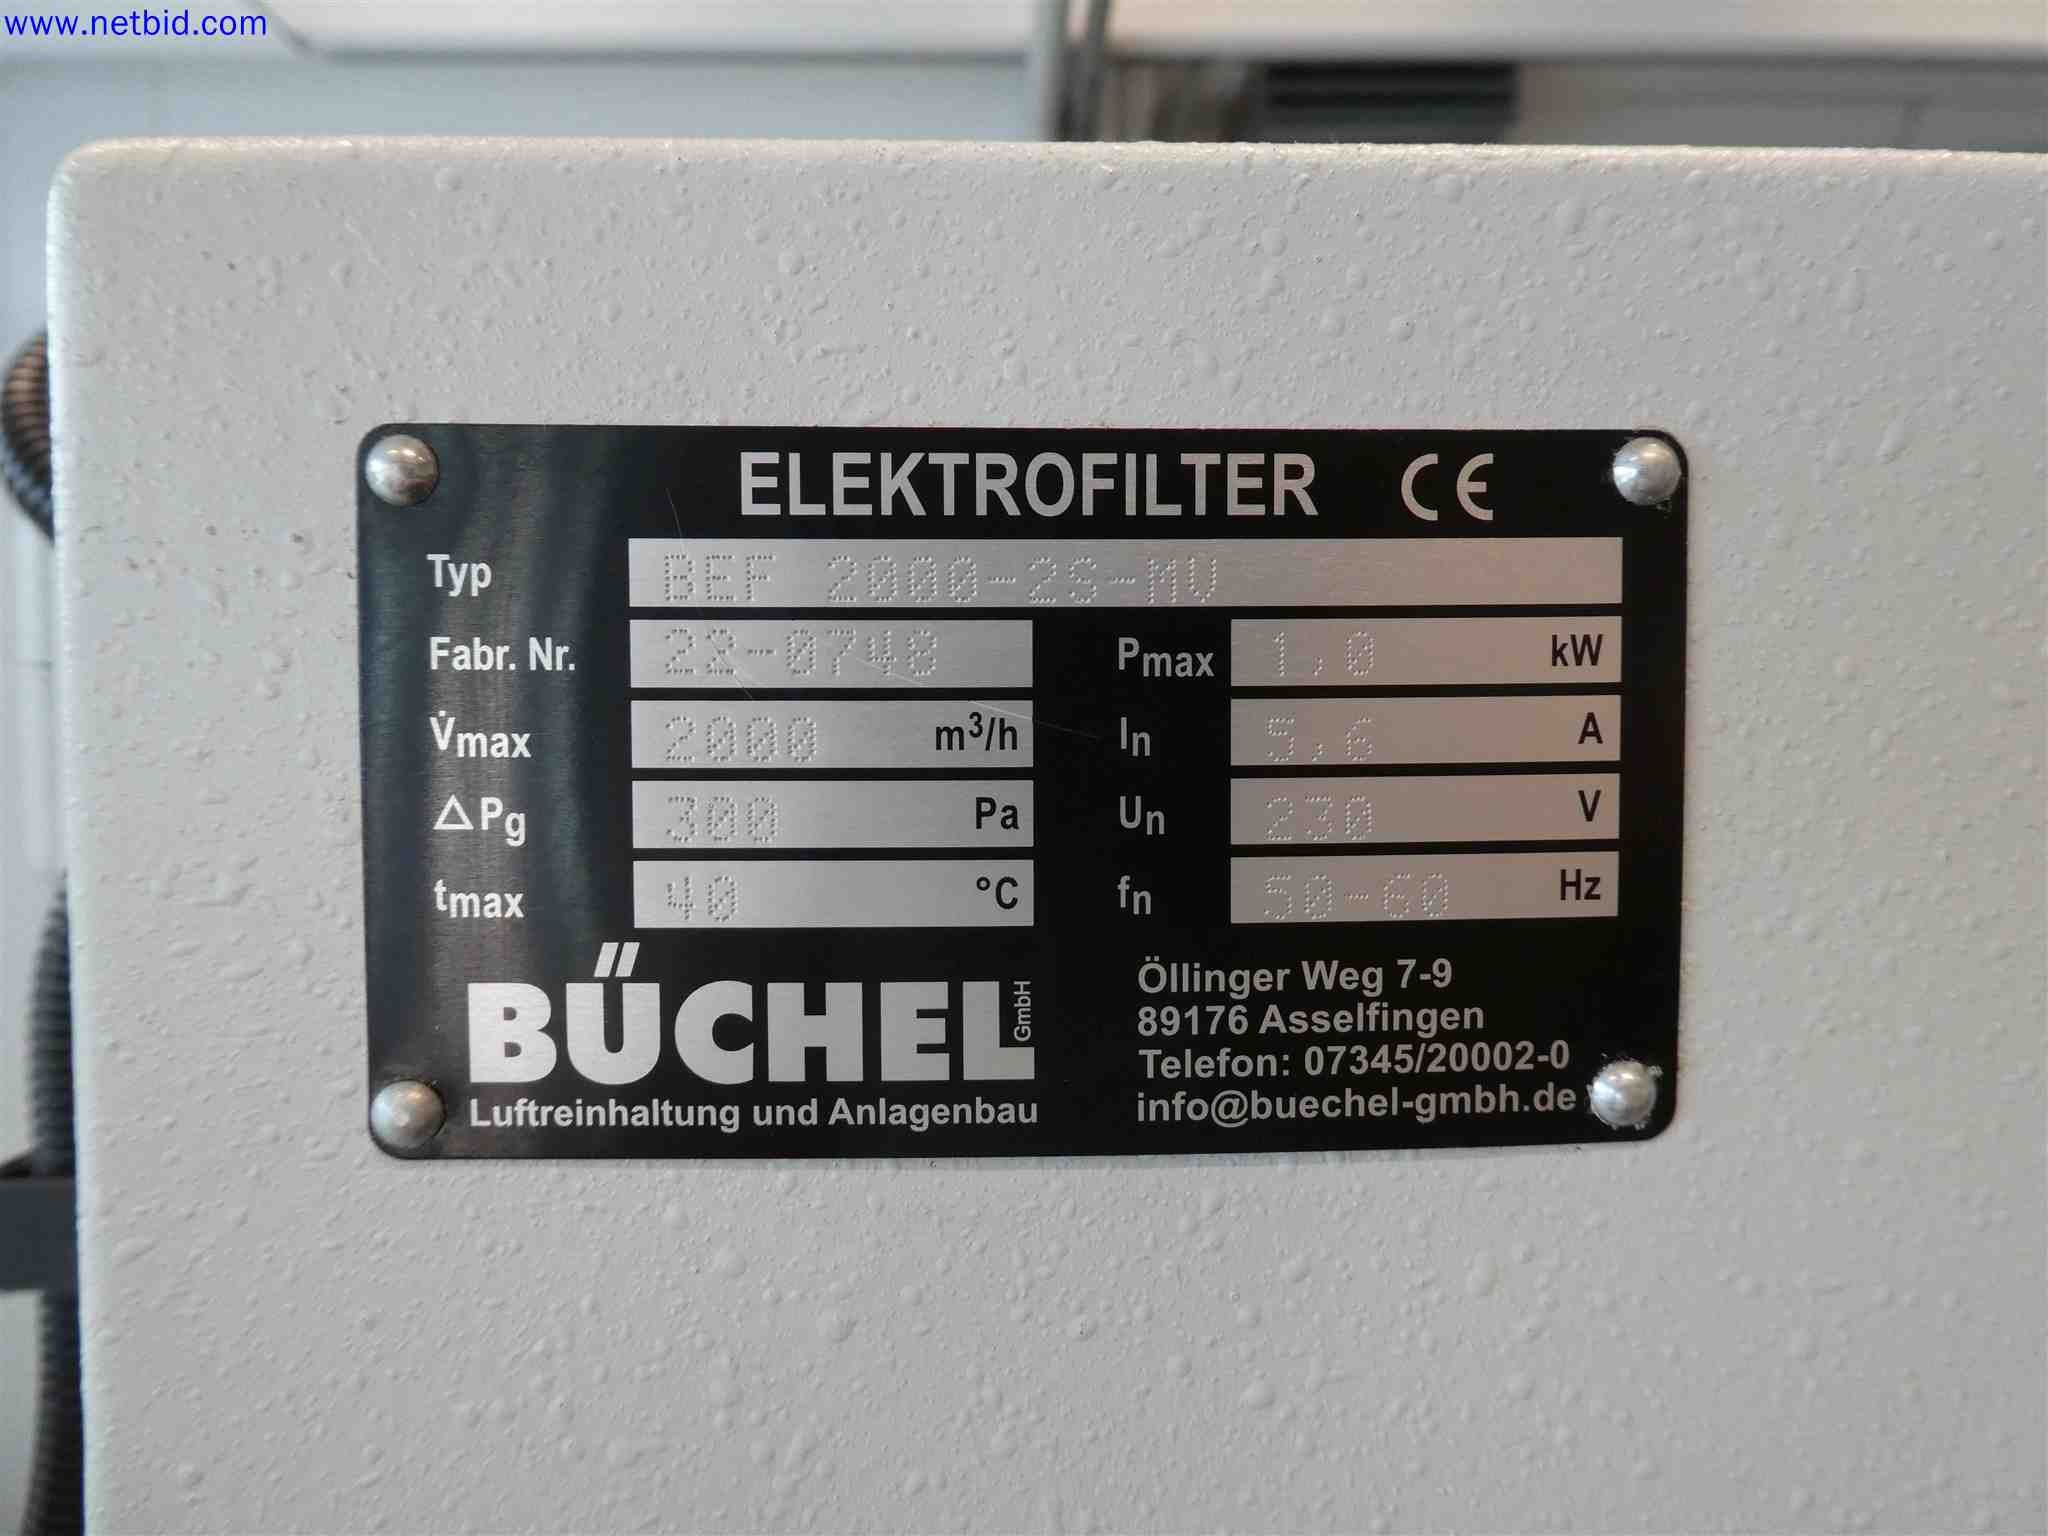 www.netbid.com
ELEKTROFILTER CE
Typ BEF 2000-2S-MV
Fabr. Nr. 22-0748 Pmax 1,0 kW
V̇max 2000 m³/h In 5,6 A
△Pg 300 Pa Un 230 V
tmax 40 °C fn 50-60 Hz
BÜCHEL GmbH
Luftreinhaltung und Anlagenbau
Öllinger Weg 7-9
89176 Asselfingen
Telefon: 07345/20002-0
info@buechel-gmbh.de